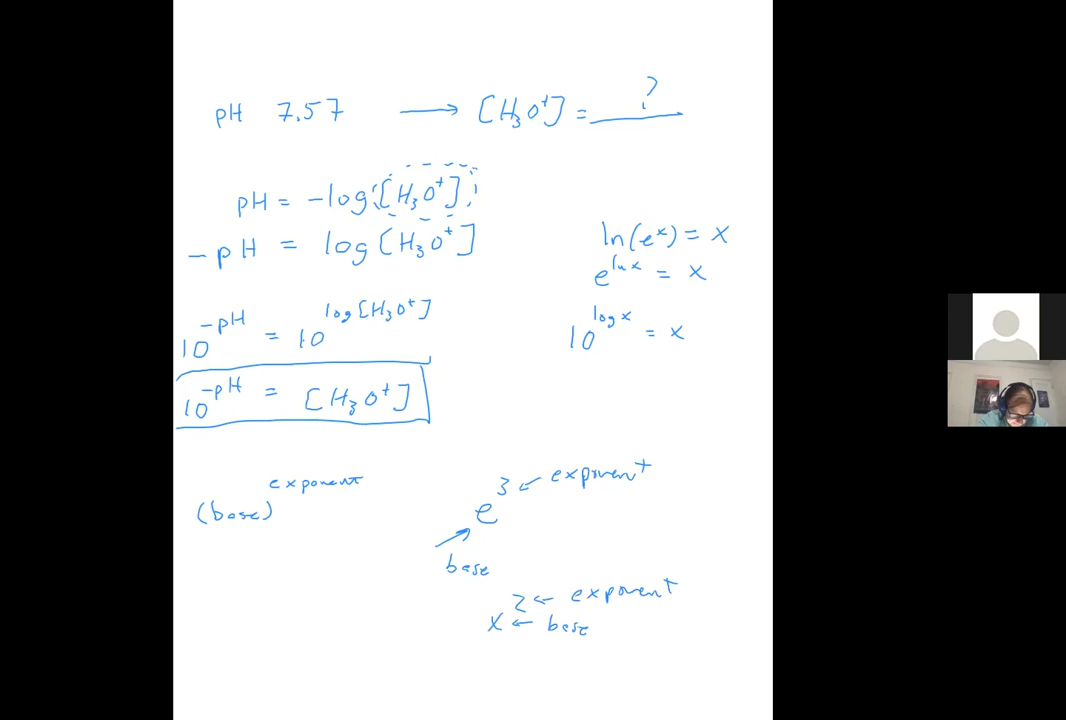 pH 7.57 ⟶ [H₃O⁺] = ?
pH = -log([H₃O⁺])
-pH = log[H₃O⁺]
ln(eˣ) = x
e^(ln x) = x
10^(-pH) = 10^(log[H₃O⁺])
10^(log x) = x
10^(-pH) = [H₃O⁺]
(base)^exponent
e³ ← exponent
base
x² ← exponent
← base